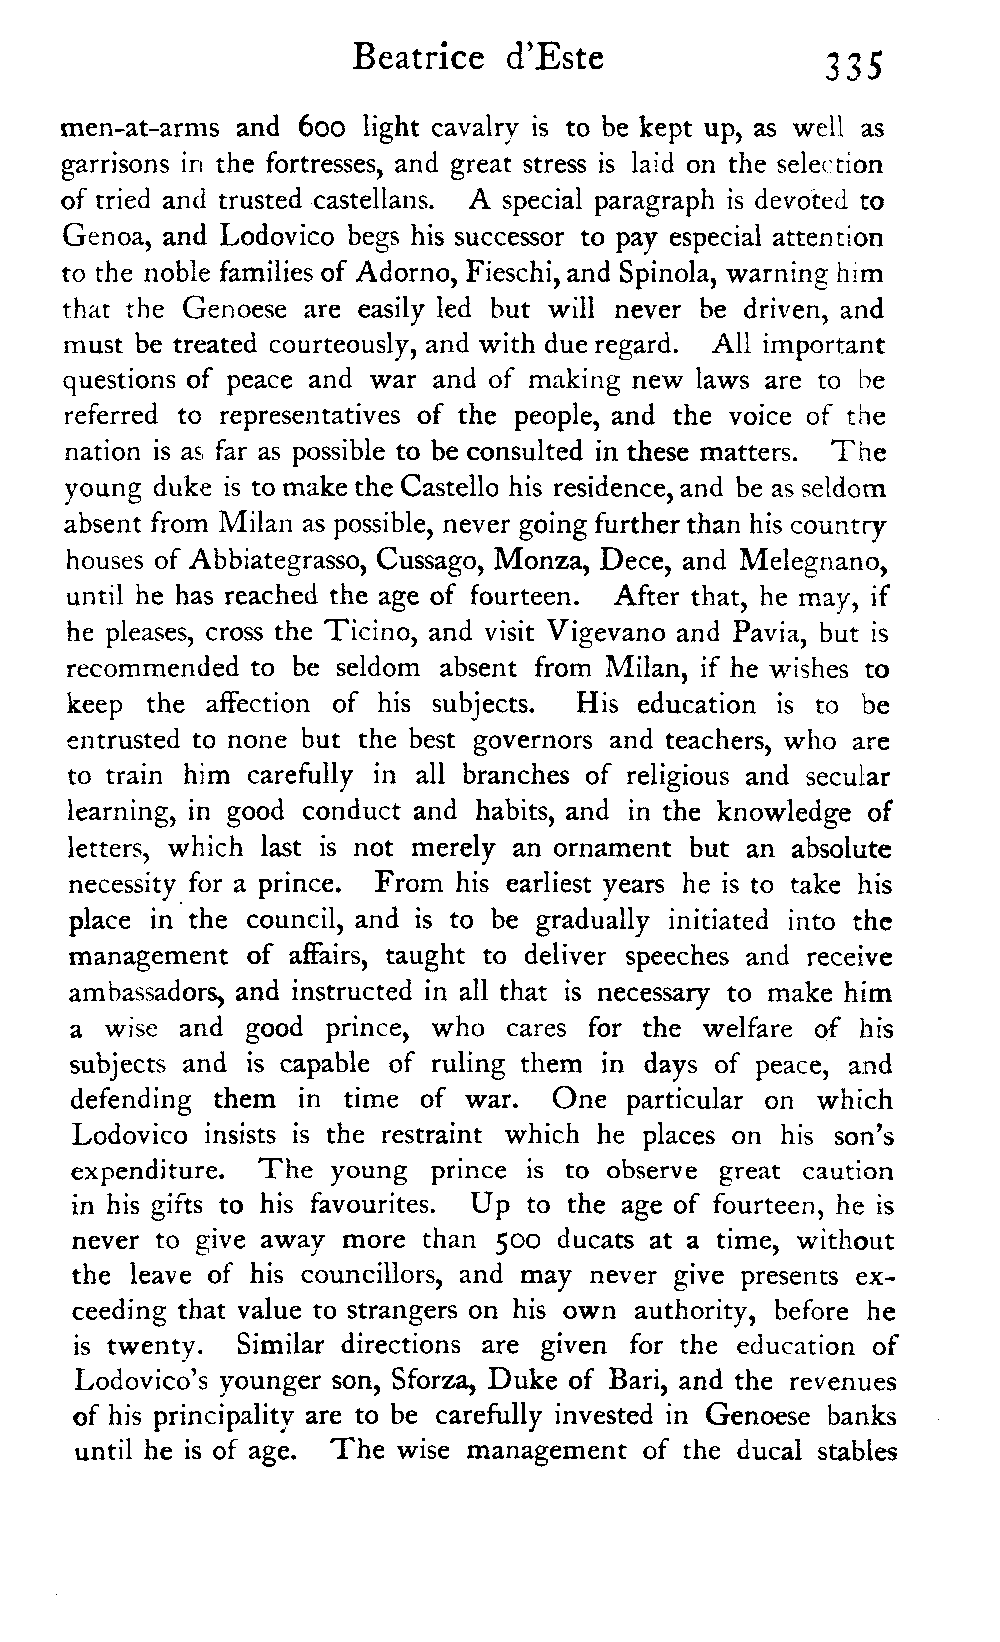 Beatrice d'Este 335
men-at-arms and 600 light cavalry is to be kept up, as well as
garrisons in the fortresses, and great stress is laid on the selection
of tried and trusted castellans. A special paragraph is devoted to
Genoa, and Lodovico begs his successor to pay especial attention
to the noble families of Adorno, Fieschi, and Spinola, warning him
that the Genoese are easily led but will never be driven, and
must be treated courteously, and with due regard. All important
questions of peace and war and of making new laws are to be
referred to representatives of the people, and the voice of the
nation is as far as possible to be consulted in these matters. The
young duke is to make the Castello his residence, and be as seldom
absent from Milan as possible, never going further than his country
houses of Abbiategrasso, Cussago, Monza, Dece, and Melegnano,
until he has reached the age of fourteen. After that, he may, if
he pleases, cross the Ticino, and visit Vigevano and Pavia, but is
recommended to be seldom absent from Milan, if he wishes to
keep the affection of his subjects. His education is to be
entrusted to none but the best governors and teachers, who are
to train him carefully in all branches of religious and secular
learning, in good conduct and habits, and in the knowledge of
letters, which last is not merely an ornament but an absolute
necessity for a prince. From his earliest years he is to take his
place in the council, and is to be gradually initiated into the
management of affairs, taught to deliver speeches and receive
ambassadors, and instructed in all that is necessary to make him
a wise and good prince, who cares for the welfare of his
subjects and is capable of ruling them in days of peace, and
defending them in time of war. One particular on which
Lodovico insists is the restraint which he places on his son's
expenditure. The young prince is to observe great caution
in his gifts to his favourites. Up to the age of fourteen, he is
never to give away more than 500 ducats at a time, without
the leave of his councillors, and may never give presents ex-
ceeding that value to strangers on his own authority, before he
is twenty. Similar directions are given for the education of
Lodovico's younger son, Sforza, Duke of Bari, and the revenues
of his principality are to be carefully invested in Genoese banks
until he is of age. The wise management of the ducal stables